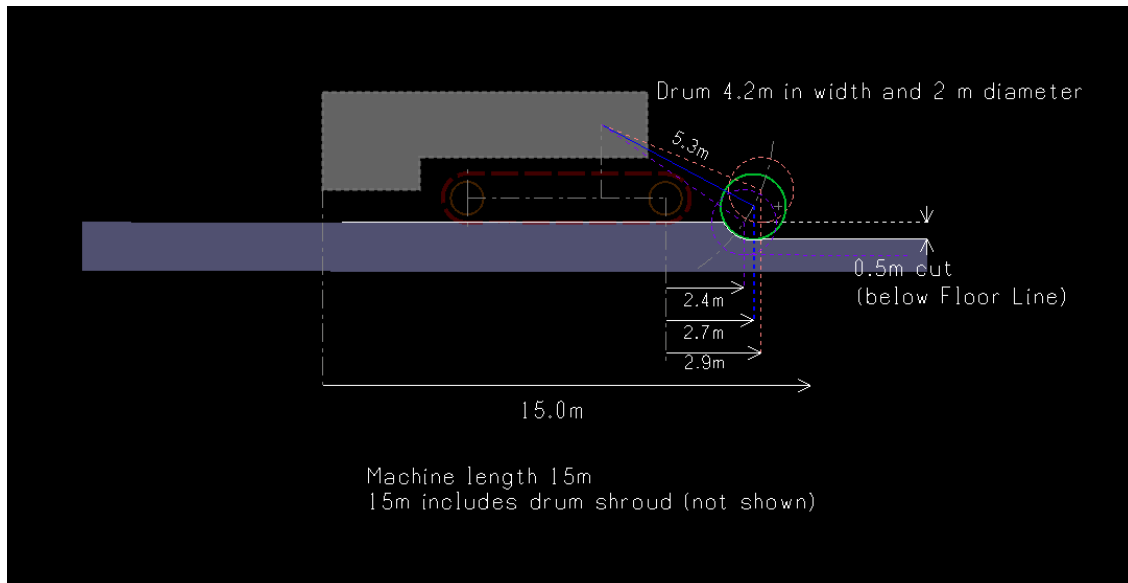 Drum 4.2m in width and 2 m diameter
5.3m
0.5m cut
(below Floor Line)
2.4m
2.7m
2.9m
15.0m
Machine length 15m
15m includes drum shroud (not shown)